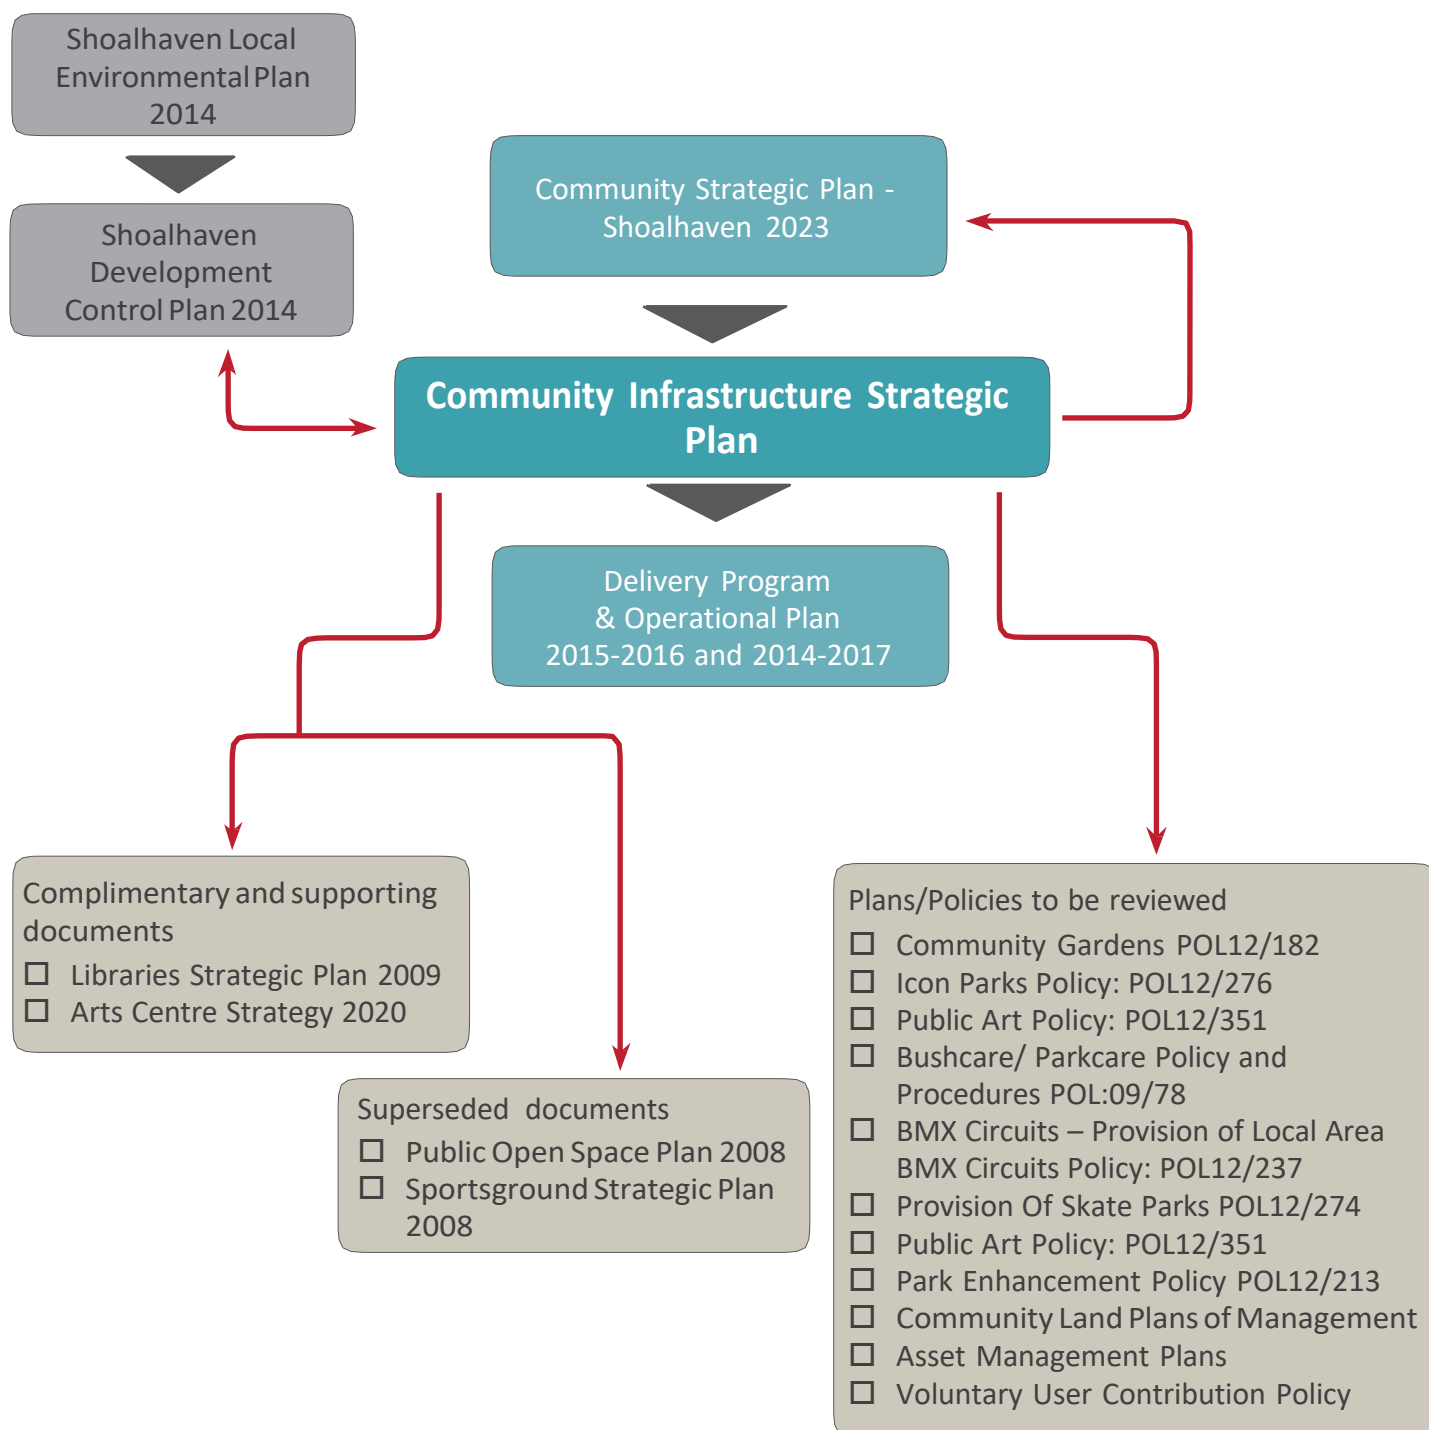 Shoalhaven Local
Environmental Plan
2014
Shoalhaven
Development
Control Plan 2014
Community Strategic Plan -
Shoalhaven 2023
Community Infrastructure Strategic
Plan
Delivery Program
& Operational Plan
2015-2016 and 2014-2017
Complimentary and supporting
documents
☐ Libraries Strategic Plan 2009
☐ Arts Centre Strategy 2020
Superseded documents
☐ Public Open Space Plan 2008
☐ Sportsground Strategic Plan
2008
Plans/Policies to be reviewed
☐ Community Gardens POL12/182
☐ Icon Parks Policy: POL12/276
☐ Public Art Policy: POL12/351
☐ Bushcare/ Parkcare Policy and
Procedures POL:09/78
☐ BMX Circuits – Provision of Local Area
BMX Circuits Policy: POL12/237
☐ Provision Of Skate Parks POL12/274
☐ Public Art Policy: POL12/351
☐ Park Enhancement Policy POL12/213
☐ Community Land Plans of Management
☐ Asset Management Plans
☐ Voluntary User Contribution Policy